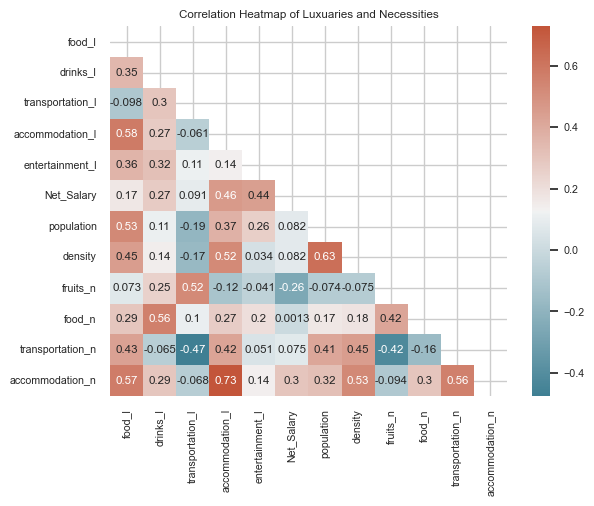 Correlation Heatmap of Luxuaries and Necessities
food_l
drinks_l 0.35
transportation_l -0.098 0.3
accommodation_l 0.58 0.27 -0.061
entertainment_l 0.36 0.32 0.11 0.14
Net_Salary 0.17 0.27 0.091 0.46 0.44
population 0.53 0.11 -0.19 0.37 0.26 0.082
density 0.45 0.14 -0.17 0.52 0.034 0.082 0.63
fruits_n 0.073 0.25 0.52 -0.12 -0.041 -0.26 -0.074 -0.075
food_n 0.29 0.56 0.1 0.27 0.2 0.0013 0.17 0.18 0.42
transportation_n 0.43 -0.065 -0.47 0.42 0.051 0.075 0.41 0.45 -0.42 -0.16
accommodation_n 0.57 0.29 -0.068 0.73 0.14 0.3 0.32 0.53 -0.094 0.3 0.56
food_l drinks_l transportation_l accommodation_l entertainment_l Net_Salary population density fruits_n food_n transportation_n accommodation_n
0.6
0.4
0.2
0.0
−0.2
−0.4